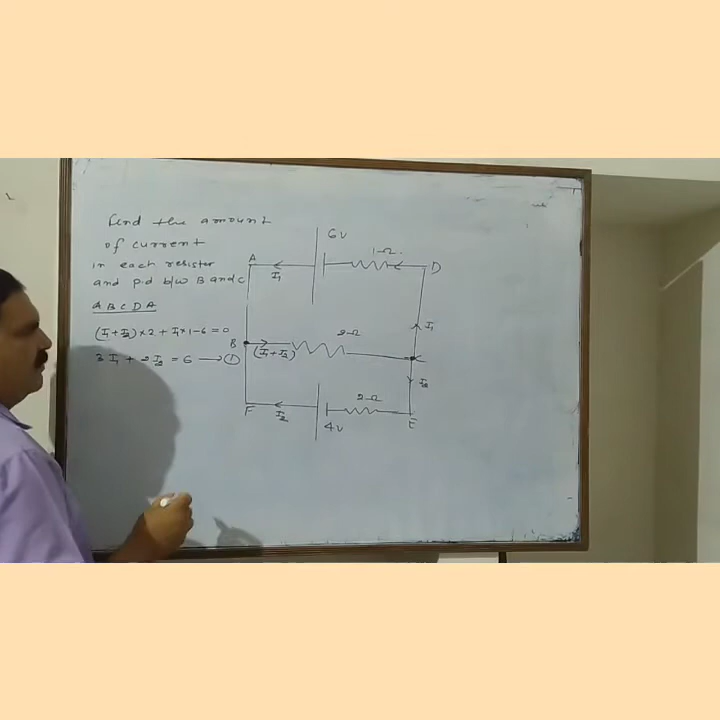 Find the amount
of current
in each resister
and p.d b/w B and C
A B C D A
(I₁+I₂)×2 + I₁×1-6=0
3 I₁ + 2 I₂ = 6 → ①
6V
1Ω
A
I₁
D
B
(I₁+I₂)
2Ω
C
I₁
I₂
F
I₂
4V
2Ω
E